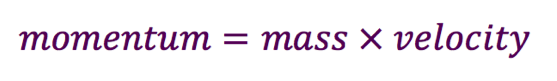 momentum = mass × velocity